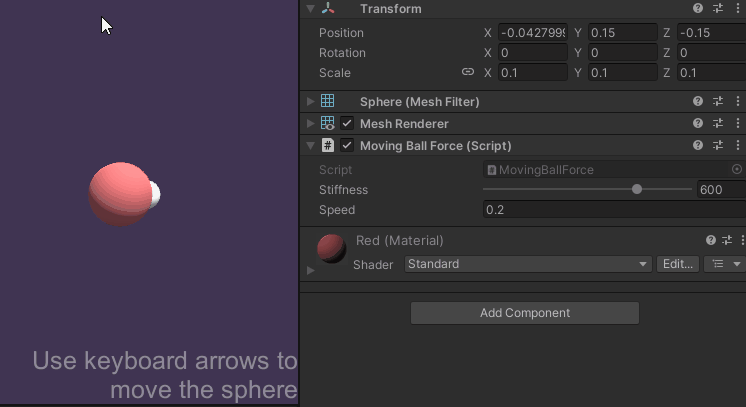 Transform
Position X -0.0427999 Y 0.15 Z -0.15
Rotation X 0 Y 0 Z 0
Scale X 0.1 Y 0.1 Z 0.1
Sphere (Mesh Filter)
Mesh Renderer
# Moving Ball Force (Script)
Script # MovingBallForce
Stiffness 600
Speed 0.2
Red (Material)
Shader Standard Edit...
Add Component
Use keyboard arrows to
move the sphere